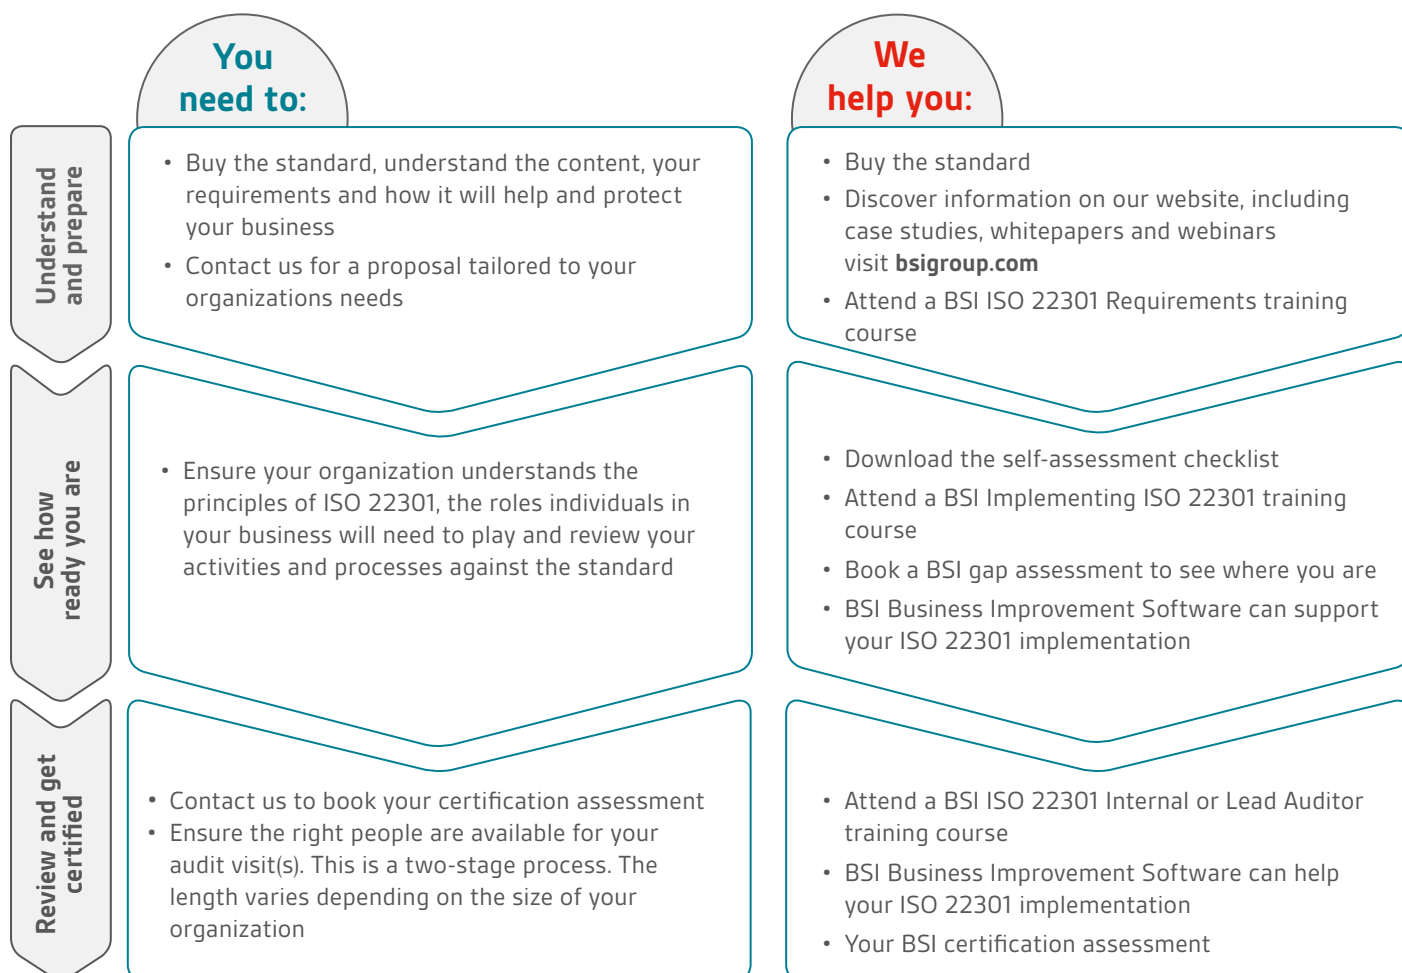 You
need to:
We
help you:
Understand
and prepare
• Buy the standard, understand the content, your
requirements and how it will help and protect
your business
• Contact us for a proposal tailored to your
organizations needs
• Buy the standard
• Discover information on our website, including
case studies, whitepapers and webinars
visit bsigroup.com
• Attend a BSI ISO 22301 Requirements training
course
See how
ready you are
• Ensure your organization understands the
principles of ISO 22301, the roles individuals in
your business will need to play and review your
activities and processes against the standard
• Download the self-assessment checklist
• Attend a BSI Implementing ISO 22301 training
course
• Book a BSI gap assessment to see where you are
• BSI Business Improvement Software can support
your ISO 22301 implementation
Review and get
certified
• Contact us to book your certification assessment
• Ensure the right people are available for your
audit visit(s). This is a two-stage process. The
length varies depending on the size of your
organization
• Attend a BSI ISO 22301 Internal or Lead Auditor
training course
• BSI Business Improvement Software can help
your ISO 22301 implementation
• Your BSI certification assessment